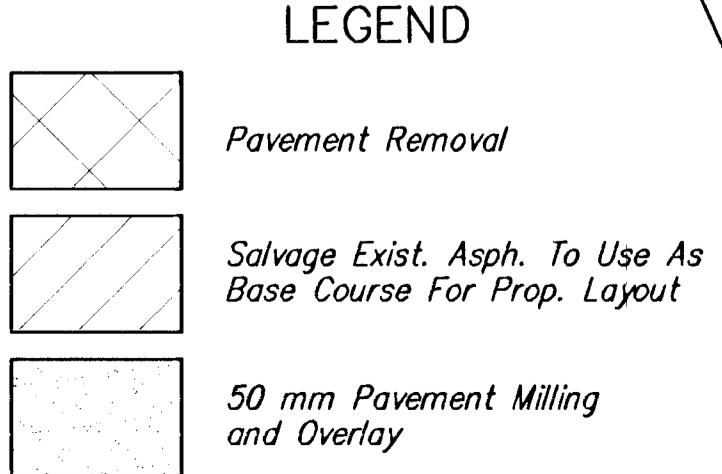 LEGEND
Pavement Removal
Salvage Exist. Asph. To Use As
Base Course For Prop. Layout
50 mm Pavement Milling
and Overlay